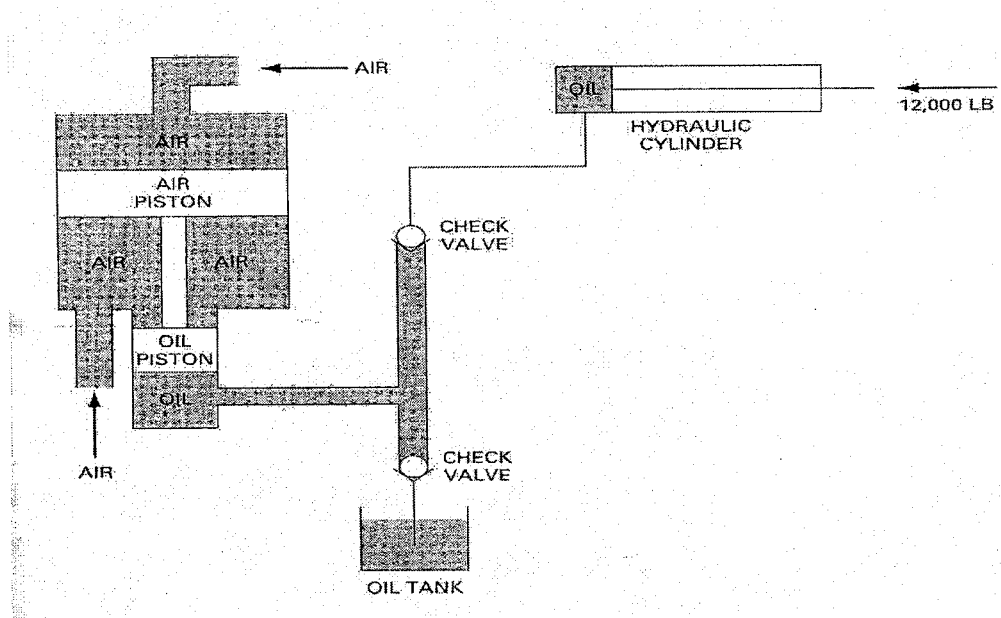 AIR
OIL
12,000 LB
HYDRAULIC
CYLINDER
AIR
AIR
PISTON
CHECK
VALVE
AIR
AIR
OIL
PISTON
OIL
AIR
CHECK
VALVE
OIL TANK